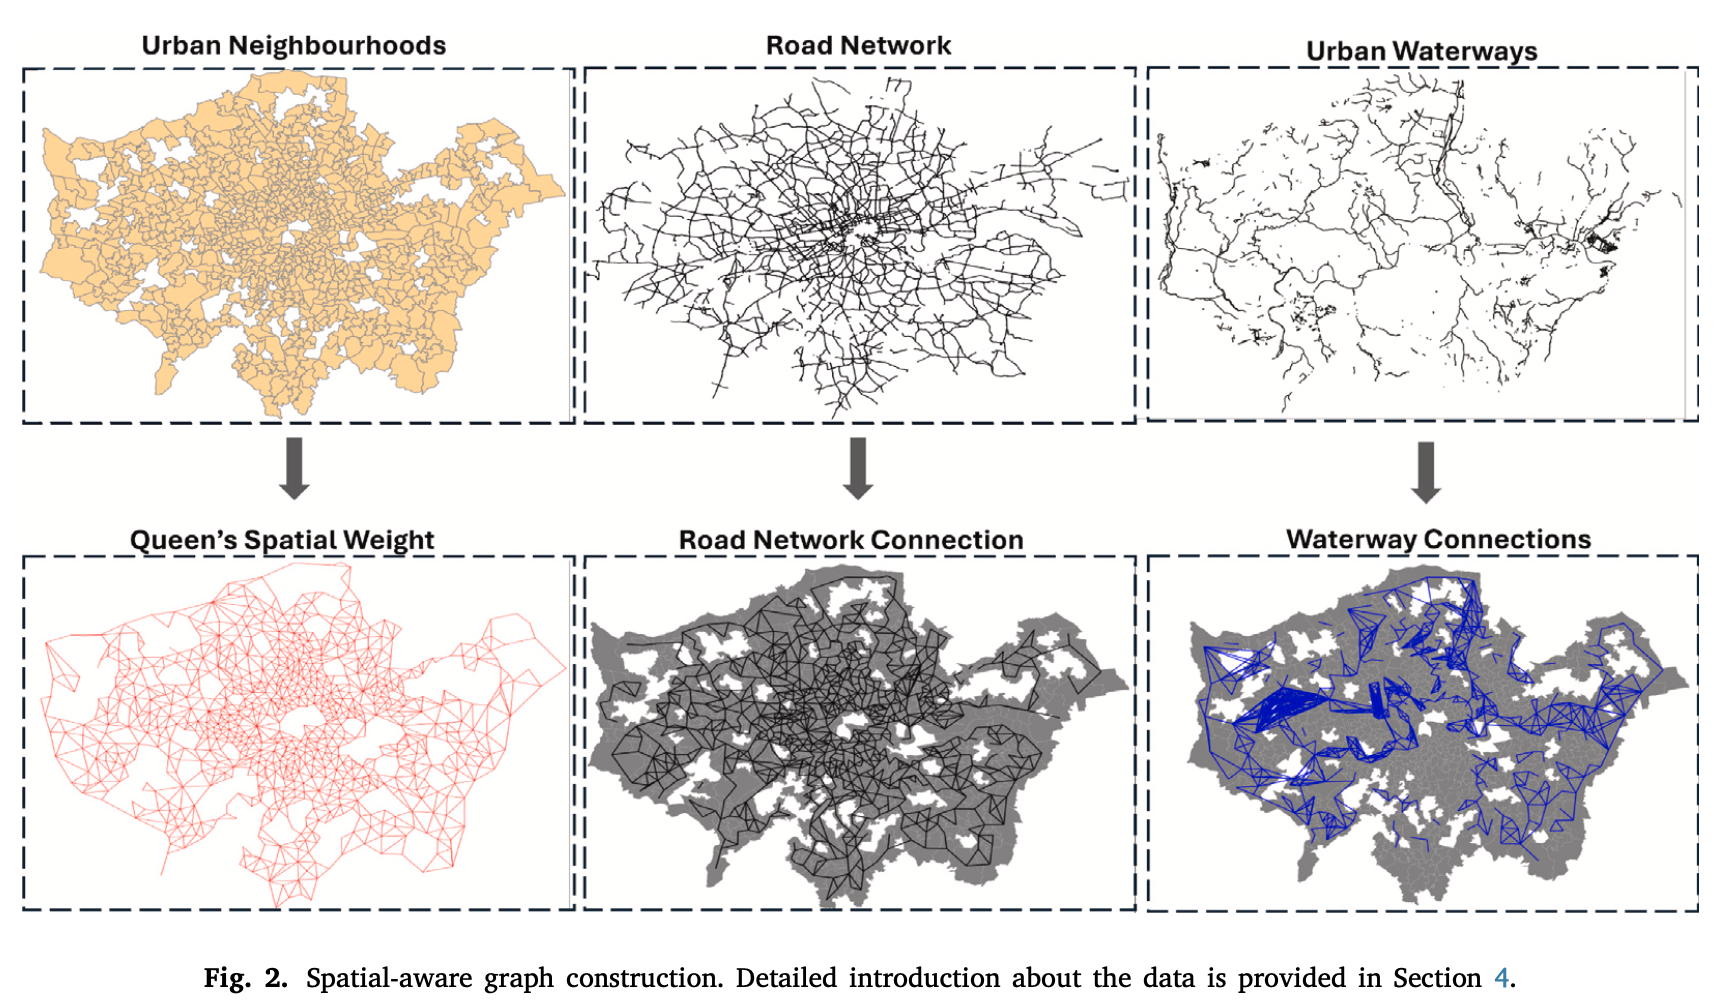 Urban Neighbourhoods
Road Network
Urban Waterways
Queen's Spatial Weight
Road Network Connection
Waterway Connections
Fig. 2. Spatial-aware graph construction. Detailed introduction about the data is provided in Section 4.